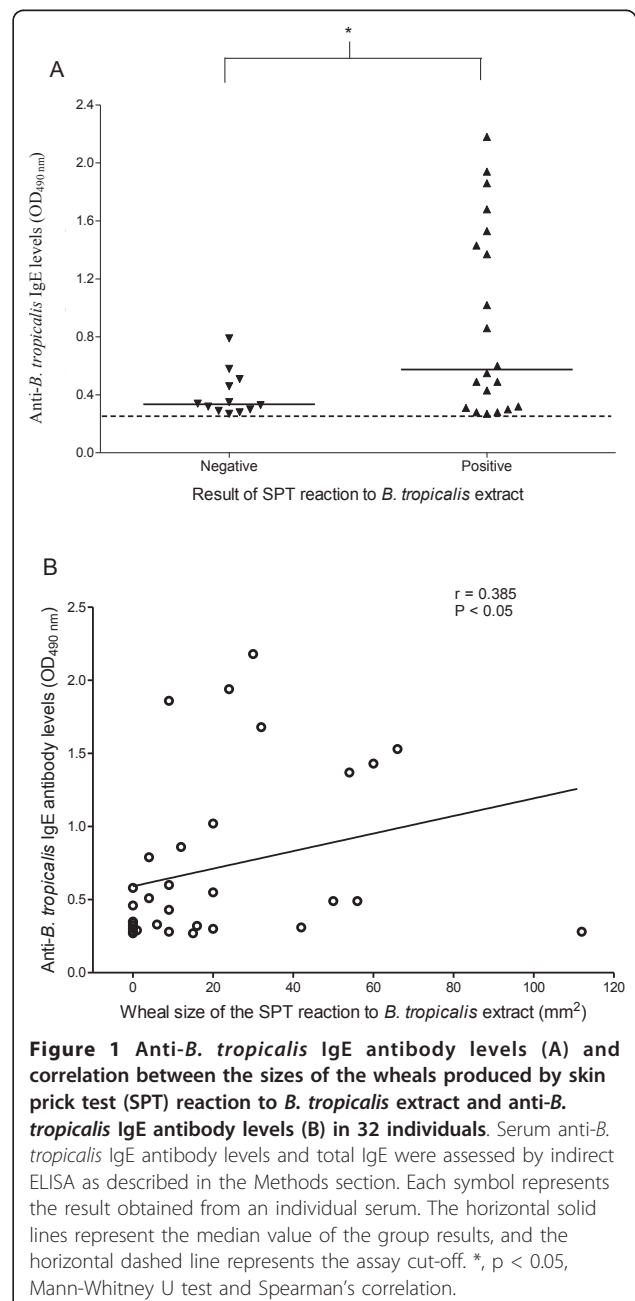 *
A
2.4
2.0
1.6
1.2
0.8
0.4
0.0
Anti-B. tropicalis IgE levels (OD490 nm)
Negative
Positive
Result of SPT reaction to B. tropicalis extract
B
r = 0.385
P < 0.05
2.5
2.0
1.5
1.0
0.5
0.0
Anti-B. tropicalis IgE antibody levels (OD490 nm)
0 20 40 60 80 100 120
Wheal size of the SPT reaction to B. tropicalis extract (mm2)
Figure 1 Anti-B. tropicalis IgE antibody levels (A) and
correlation between the sizes of the wheals produced by skin
prick test (SPT) reaction to B. tropicalis extract and anti-B.
tropicalis IgE antibody levels (B) in 32 individuals. Serum anti-B.
tropicalis IgE antibody levels and total IgE were assessed by indirect
ELISA as described in the Methods section. Each symbol represents
the result obtained from an individual serum. The horizontal solid
lines represent the median value of the group results, and the
horizontal dashed line represents the assay cut-off. *, p < 0.05,
Mann-Whitney U test and Spearman's correlation.